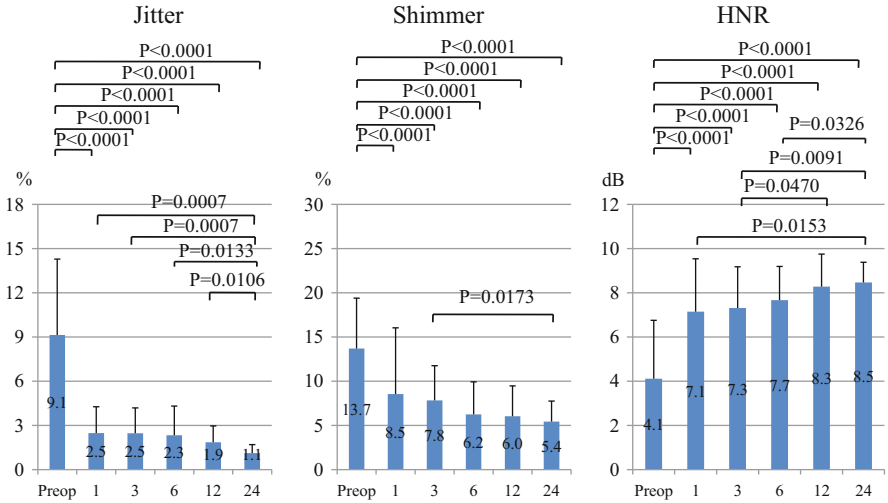 Jitter
P<0.0001
P<0.0001
P<0.0001
P<0.0001
P<0.0001
%
P=0.0007
P=0.0007
P=0.0133
P=0.0106
18
15
12
9
6
3
0
9.1
2.5
2.5
2.3
1.9
1.1
Preop 1 3 6 12 24
Shimmer
P<0.0001
P<0.0001
P<0.0001
P<0.0001
P<0.0001
%
P=0.0173
30
25
20
15
10
5
0
13.7
8.5
7.8
6.2
6.0
5.4
Preop 1 3 6 12 24
HNR
P<0.0001
P<0.0001
P<0.0001
P<0.0001
P<0.0001
P=0.0326
P=0.0091
P=0.0470
P=0.0153
dB
12
10
8
6
4
2
0
4.1
7.1
7.3
7.7
8.3
8.5
Preop 1 3 6 12 24